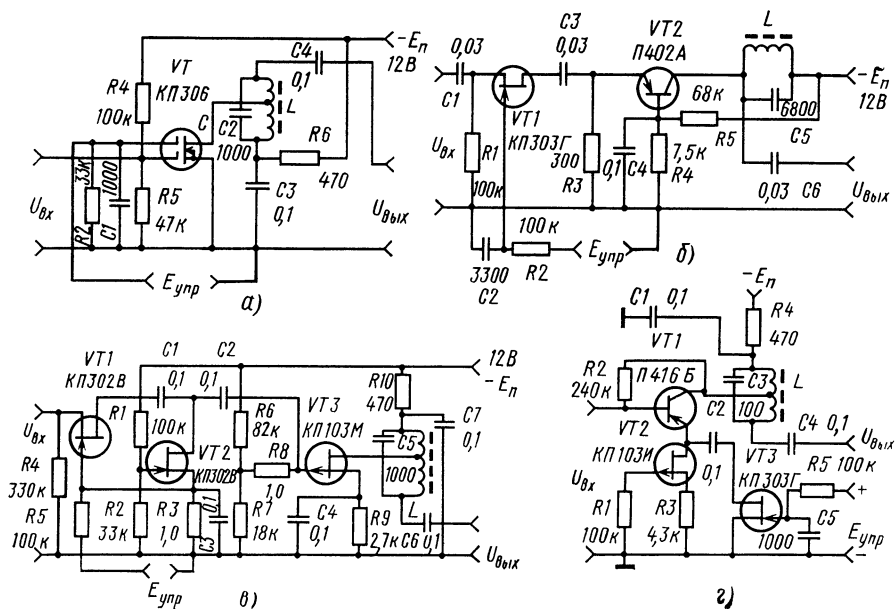 C4
0,1
-Eп
12В
VT
КП306
R4
100к
C
C2
1000
L
R6
470
Uвх
33к
R2
1000
C1
R5
47к
C3
0,1
Uвых
Eупр
а)
C3
0,03
VT2
П402А
L
0,03
C1
VT1
КП303Г
68к
R5
6800
C5
-Eп
12В
Uвх
R1
100к
300
R3
0,1
C4
7,5к
R4
0,03
C6
Uвых
3300
C2
100к
R2
Eупр
б)
VT1
КП302В
C1
0,1
C2
0,1
12В
-Eп
R10
470
C7
0,1
Uвх
R1
100к
R6
82к
VT3
КП103М
R4
330к
VT2
КП302В
R8
1,0
C5
1000
R5
100к
R2
33к
R3
1,0
0,1
C3
R7
18к
C4
0,1
R9
2,7к
L
C6
0,1
Uвых
Eупр
в)
C1
0,1
-Eп
R4
470
VT1
R2
240к
П416Б
C3
100
L
VT2
КП103И
C2
0,1
C4
0,1
Uвых
VT3
КП303Г
R5
100к
+
Uвх
R1
100к
R3
4,3к
1000
C5
Eупр
-
г)